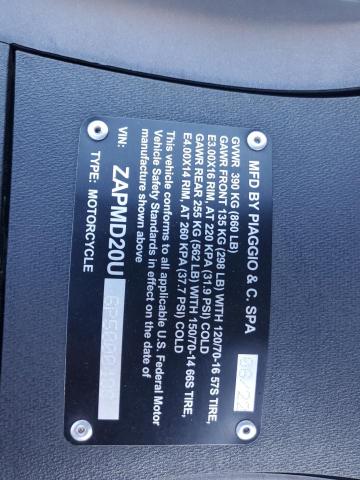 MFD BY PIAGGIO & C. SPA 06/22
GVWR 390 KG (860 LB)
GAWR FRONT 135 KG (298 LB) WITH 120/70-16 57S TIRE,
E3.00X16 RIM, AT 220 KPA (31.9 PSI) COLD
GAWR REAR 255 KG (562 LB) WITH 150/70-14 66S TIRE,
E4.00X14 RIM, AT 260 KPA (37.7 PSI) COLD
This vehicle conforms to all applicable U.S. Federal Motor
Vehicle Safety Standards in effect on the date of
manufacture shown above
VIN: ZAPMD20U
TYPE: MOTORCYCLE